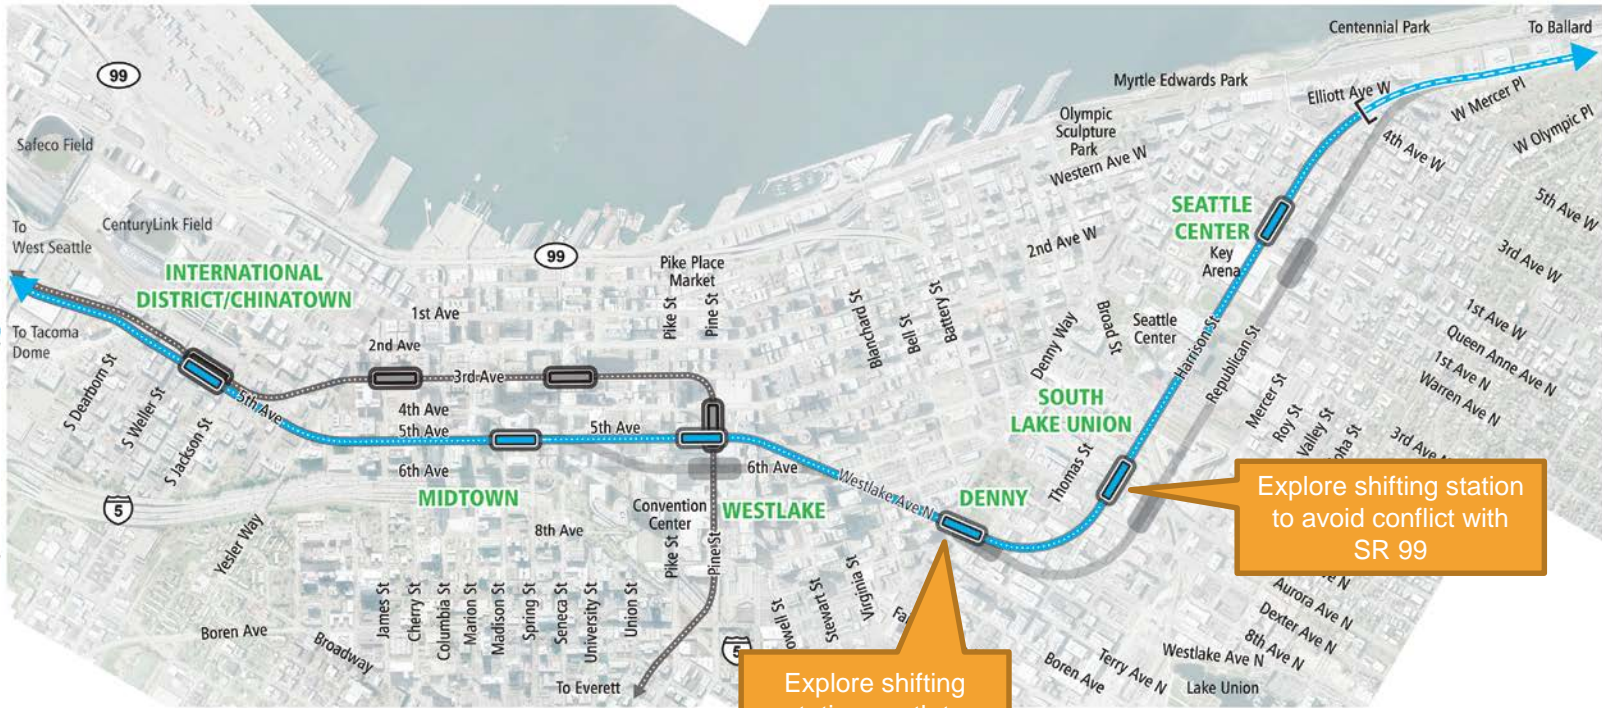 Centennial Park
To Ballard
99
Myrtle Edwards Park
Elliott Ave W
W Mercer Pl
W Olympic Pl
Olympic
Sculpture
Park
4th Ave W
Safeco Field
Western Ave W
5th Ave W
SEATTLE
CENTER
To
West Seattle
CenturyLink Field
2nd Ave W
Key
Arena
3rd Ave W
99
INTERNATIONAL
DISTRICT/CHINATOWN
Pike Place
Market
1st Ave
Pike St
Pine St
Blanchard St
Bell St
Battery St
Denny Way
Broad St
Seattle
Center
Harrison St
Republican St
1st Ave W
Queen Anne Ave N
1st Ave N
Warren Ave N
To Tacoma
Dome
2nd Ave
3rd Ave
S Dearborn St
S Weller St
S Jackson St
5th Ave
4th Ave
5th Ave
5th Ave
6th Ave
6th Ave
SOUTH
LAKE UNION
Mercer St
Roy St
Valley St
3rd Ave
Thomas St
Westlake Ave N
MIDTOWN
WESTLAKE
DENNY
Explore shifting station
to avoid conflict with
SR 99
5
Convention
Center
8th Ave
Yesler Way
Pike St
Pine St
James St
Cherry St
Columbia St
Marion St
Madison St
Spring St
Seneca St
University St
Union St
Stewart St
Virginia St
Aurora Ave N
Dexter Ave N
8th Ave N
Westlake Ave N
Boren Ave
Broadway
5
Boren Ave
Terry Ave N
Lake Union
To Everett
Explore shifting